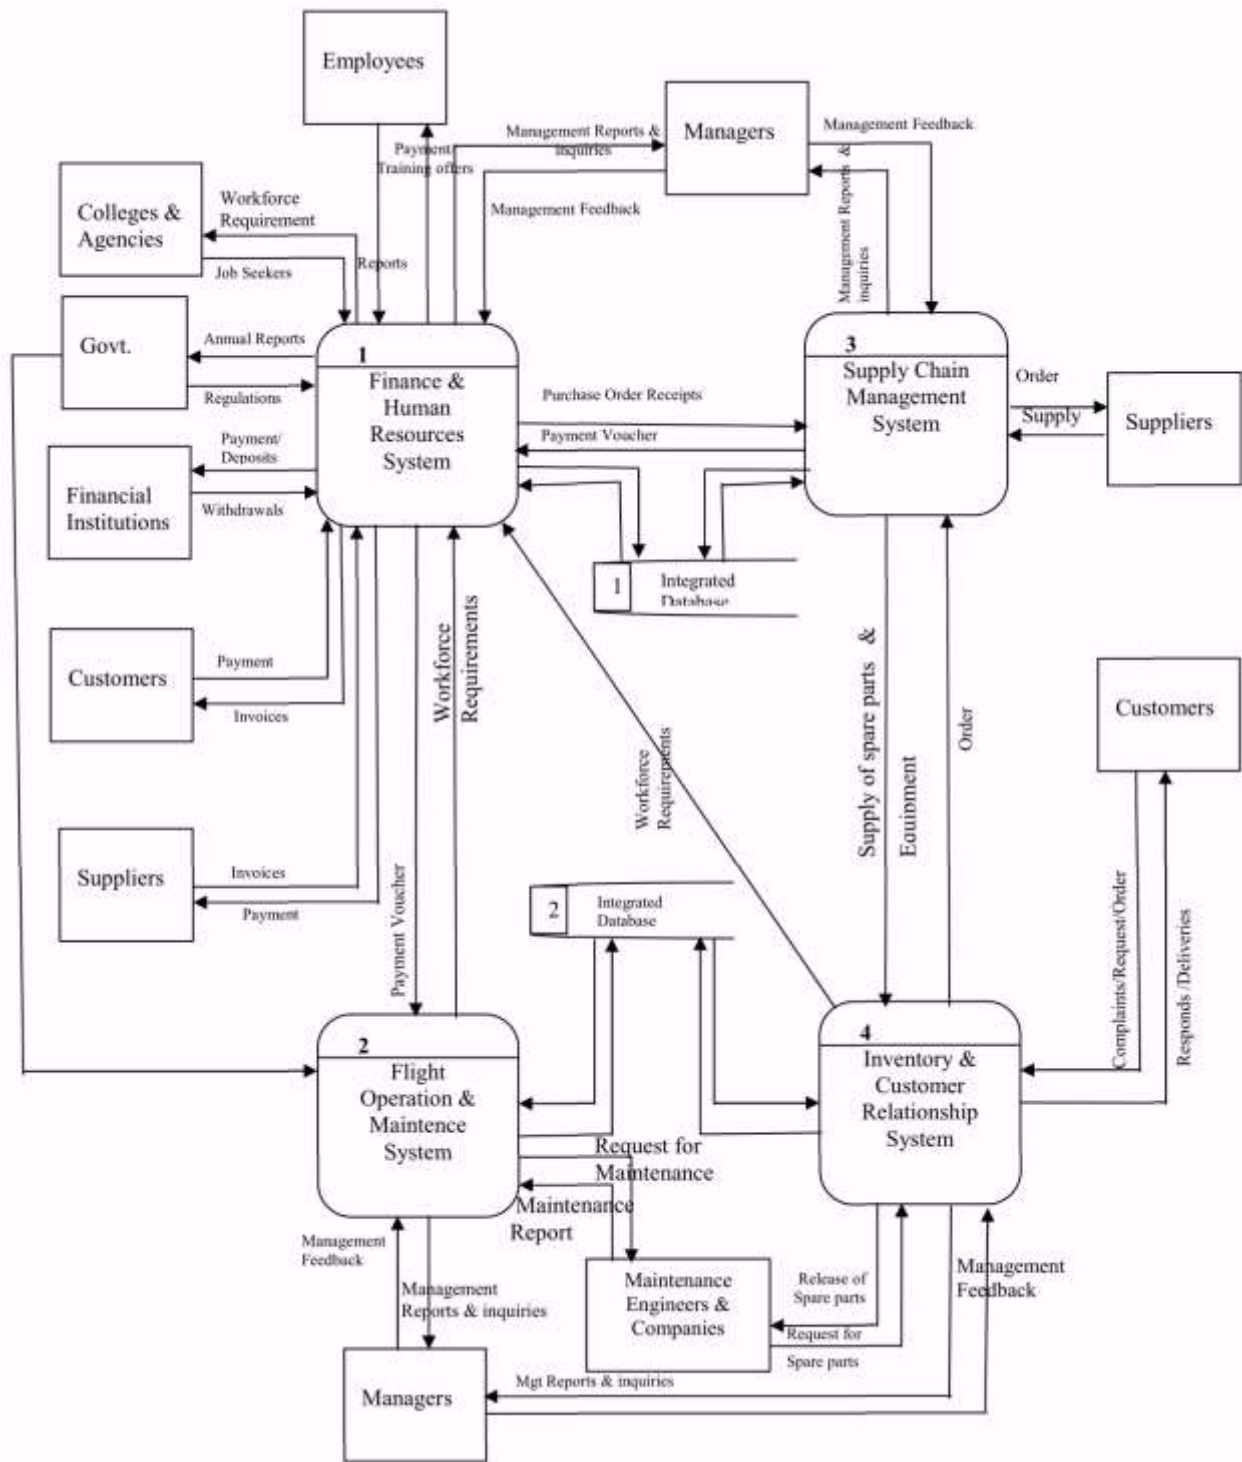 Employees
Managers
Management Reports &
inquiries
Management Feedback
Payment/
Training offers
Management Feedback
Management Reports &
inquiries
Colleges &
Agencies
Workforce
Requirement
Job Seekers
Reports
Govt.
Annual Reports
Regulations
1
Finance &
Human
Resources
System
3
Supply Chain
Management
System
Order
Supply
Suppliers
Purchase Order Receipts
Payment Voucher
Financial
Institutions
Payment/
Deposits
Withdrawals
1
Integrated
Database
Customers
Payment
Invoices
Workforce
Requirements
Workforce
Requirements
Supply of spare parts &
Equipment
Order
Customers
Suppliers
Invoices
Payment
Payment Voucher
2
Integrated
Database
Complaints/Request/Order
Responds /Deliveries
2
Flight
Operation &
Maintence
System
4
Inventory &
Customer
Relationship
System
Request for
Maintenance
Maintenance
Report
Management
Feedback
Management
Reports & inquiries
Maintenance
Engineers &
Companies
Release of
Spare parts
Request for
Spare parts
Management
Feedback
Managers
Mgt Reports & inquiries